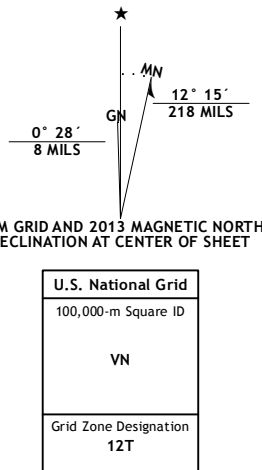 ★
MN
GN
12° 15´
218 MILS
0° 28´
8 MILS
M GRID AND 2013 MAGNETIC NORTH
ECLINATION AT CENTER OF SHEET
U.S. National Grid
100,000-m Square ID
VN
Grid Zone Designation
12T